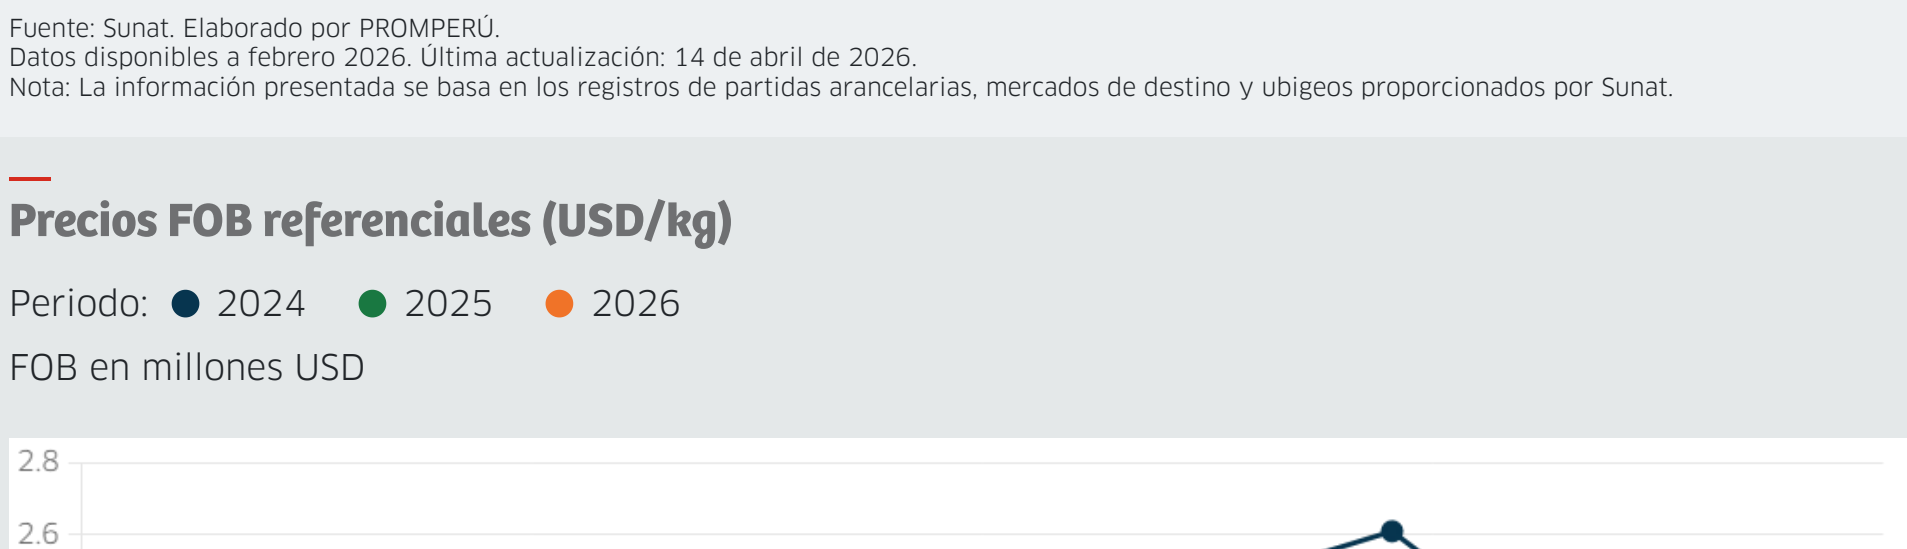 Fuente: Sunat. Elaborado por PROMPERÚ.
Datos disponibles a febrero 2026. Última actualización: 14 de abril de 2026.
Nota: La información presentada se basa en los registros de partidas arancelarias, mercados de destino y ubigeos proporcionados por Sunat.
Precios FOB referenciales (USD/kg)
Periodo: 2024 2025 2026
FOB en millones USD
2.8
2.6